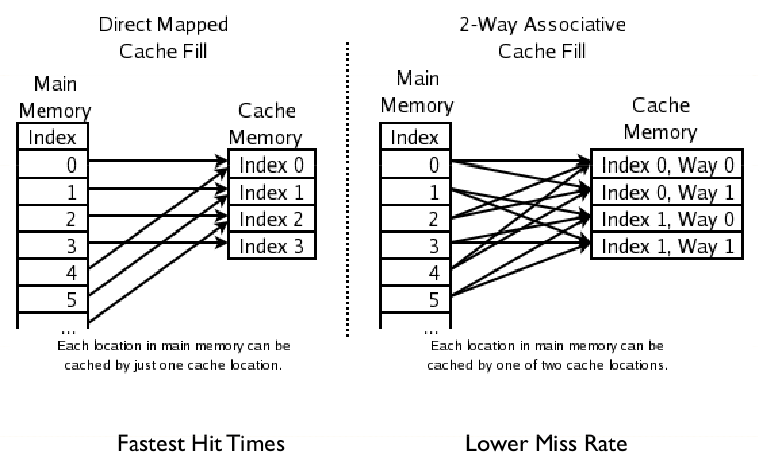 Direct Mapped
Cache Fill
Main
Memory
Index
0
1
2
3
4
5
...
Cache
Memory
Index 0
Index 1
Index 2
Index 3
Each location in main memory can be
cached by just one cache location.
Fastest Hit Times
2-Way Associative
Cache Fill
Main
Memory
Index
0
1
2
3
4
5
...
Cache
Memory
Index 0, Way 0
Index 0, Way 1
Index 1, Way 0
Index 1, Way 1
Each location in main memory can be
cached by one of two cache locations.
Lower Miss Rate